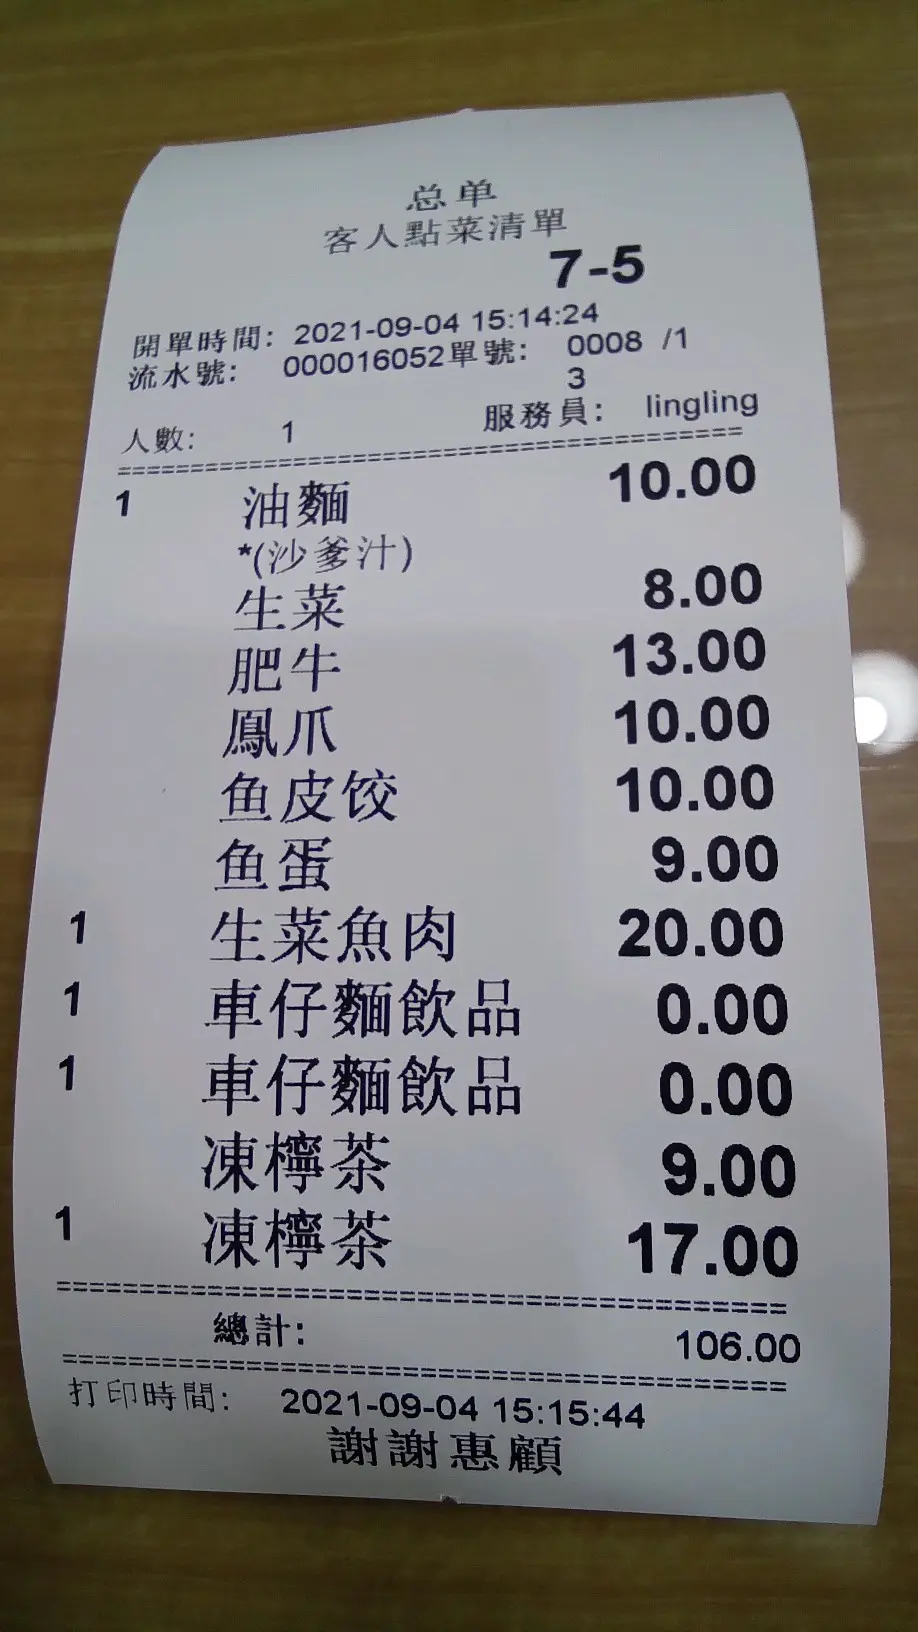 总单
客人點菜清單
7-5
開單時間: 2021-09-04 15:14:24
流水號: 000016052單號: 0008 /1
3
人數: 1 服務員: lingling
========================================
1 油麵 10.00
*(沙爹汁)
生菜 8.00
肥牛 13.00
鳳爪 10.00
鱼皮饺 10.00
鱼蛋 9.00
1 生菜魚肉 20.00
1 車仔麵飲品 0.00
1 車仔麵飲品 0.00
凍檸茶 9.00
1 凍檸茶 17.00
========================================
總計: 106.00
========================================
打印時間: 2021-09-04 15:15:44
謝謝惠顧